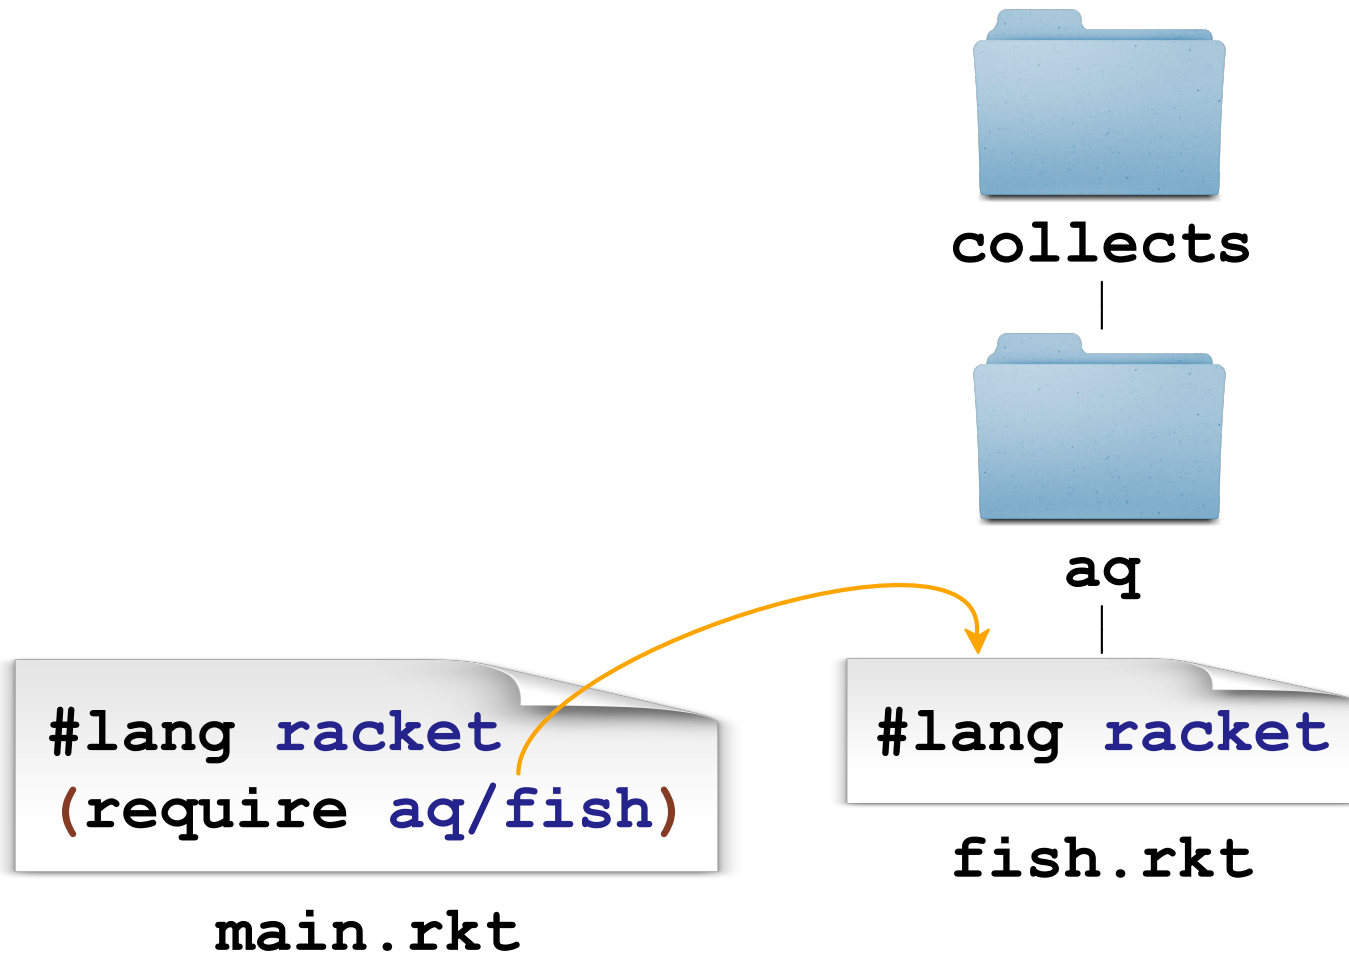 collects
aq
#lang racket
(require aq/fish)
main.rkt
#lang racket
fish.rkt